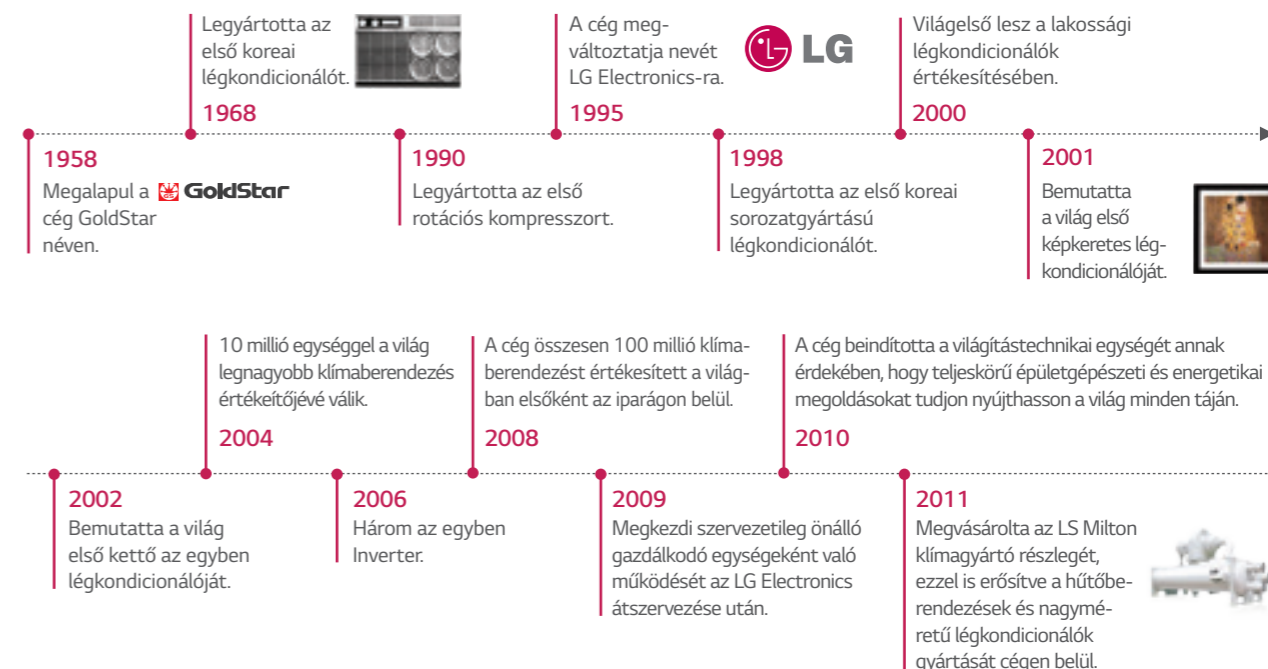 Legyártotta az
első koreai
légkondicionálót.
1968
A cég meg-
változtatja nevét
LG Electronics-ra.
1995
LG
Világelső lesz a lakossági
légkondicionálók
értékesítésében.
2000
1958
Megalapul a GoldStar
cég GoldStar
néven.
1990
Legyártotta az első
rotációs kompresszort.
1998
Legyártotta az első koreai
sorozatgyártású
légkondicionálót.
2001
Bemutatta
a világ első
képkeretes lég-
kondicionálóját.
10 millió egységgel a világ
legnagyobb klímaberendezés
értékeítőjévé válik.
2004
A cég összesen 100 millió klíma-
berendezést értékesített a világ-
ban elsőként az iparágon belül.
2008
A cég beindította a világítástechnikai egységét annak
érdekében, hogy teljeskörű épületgépészeti és energetikai
megoldásokat tudjon nyújthasson a világ minden táján.
2010
2002
Bemutatta a világ
első kettő az egyben
légkondicionálóját.
2006
Három az egyben
Inverter.
2009
Megkezdi szervezetileg önálló
gazdálkodó egységeként való
működését az LG Electronics
átszervezése után.
2011
Megvásárolta az LS Milton
klímagyártó részlegét,
ezzel is erősítve a hűtőbe-
rendezések és nagymé-
retű légkondicionálók
gyártását cégen belül.